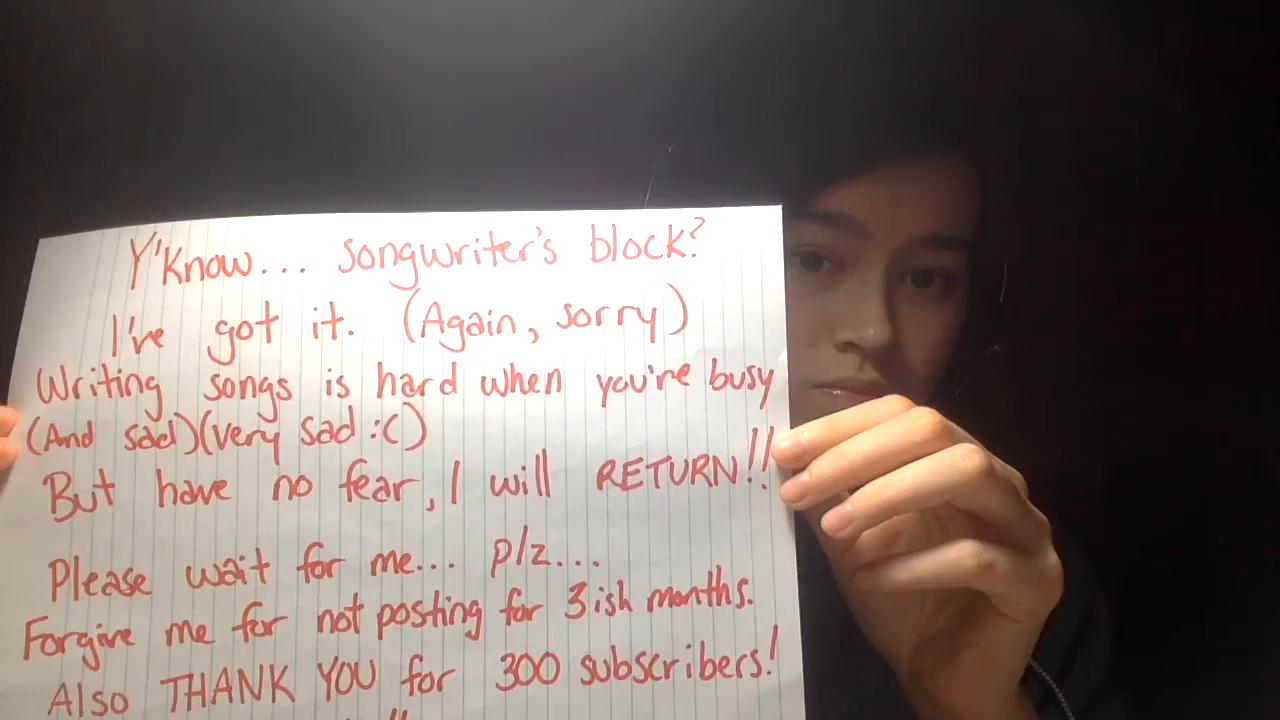 Y'Know... songwriter's block?
I've got it. (Again, sorry)
Writing songs is hard when you're busy
(And sad)(very sad :()
But have no fear, I will RETURN!!
Please wait for me... plz...
Forgive me for not posting for 3ish months.
Also THANK YOU for 300 subscribers!